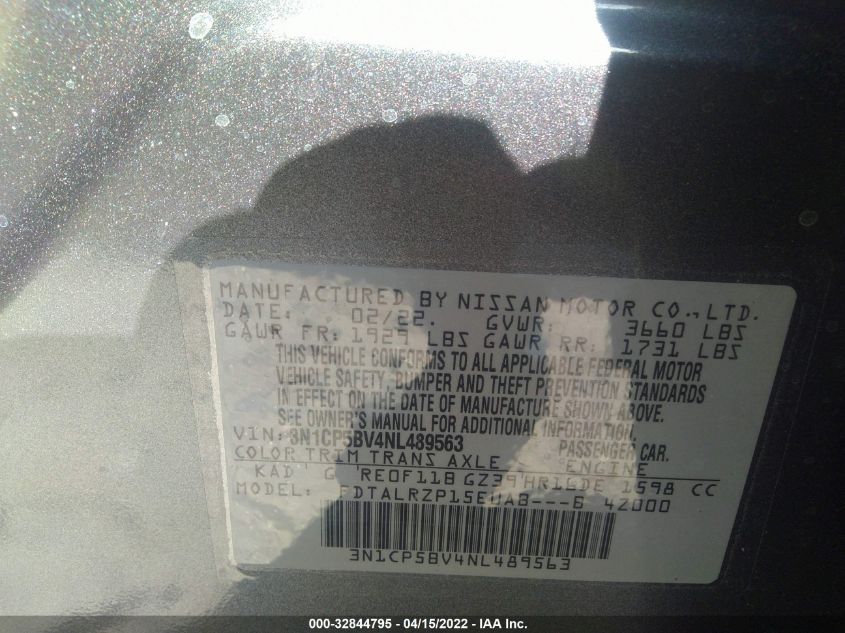 MANUFACTURED BY NISSAN MOTOR CO., LTD.
DATE: 02/22. GVWR: 3660 LBS
GAWR FR: 1929 LBS GAWR RR: 1731 LBS
THIS VEHICLE CONFORMS TO ALL APPLICABLE FEDERAL MOTOR
VEHICLE SAFETY, BUMPER AND THEFT PREVENTION STANDARDS
IN EFFECT ON THE DATE OF MANUFACTURE SHOWN ABOVE.
SEE OWNER'S MANUAL FOR ADDITIONAL INFORMATION.
VIN: 3N1CP5BV4NL489563 PASSENGER CAR.
COLOR TRIM TRANS AXLE ENGINE
KAD G RE0F11B GZ39 HR16DE 1598 CC
MODEL: FDTALRZP15EUAB---6 42000
3N1CP5BV4NL489563
000-32844795 - 04/15/2022 - IAA Inc.